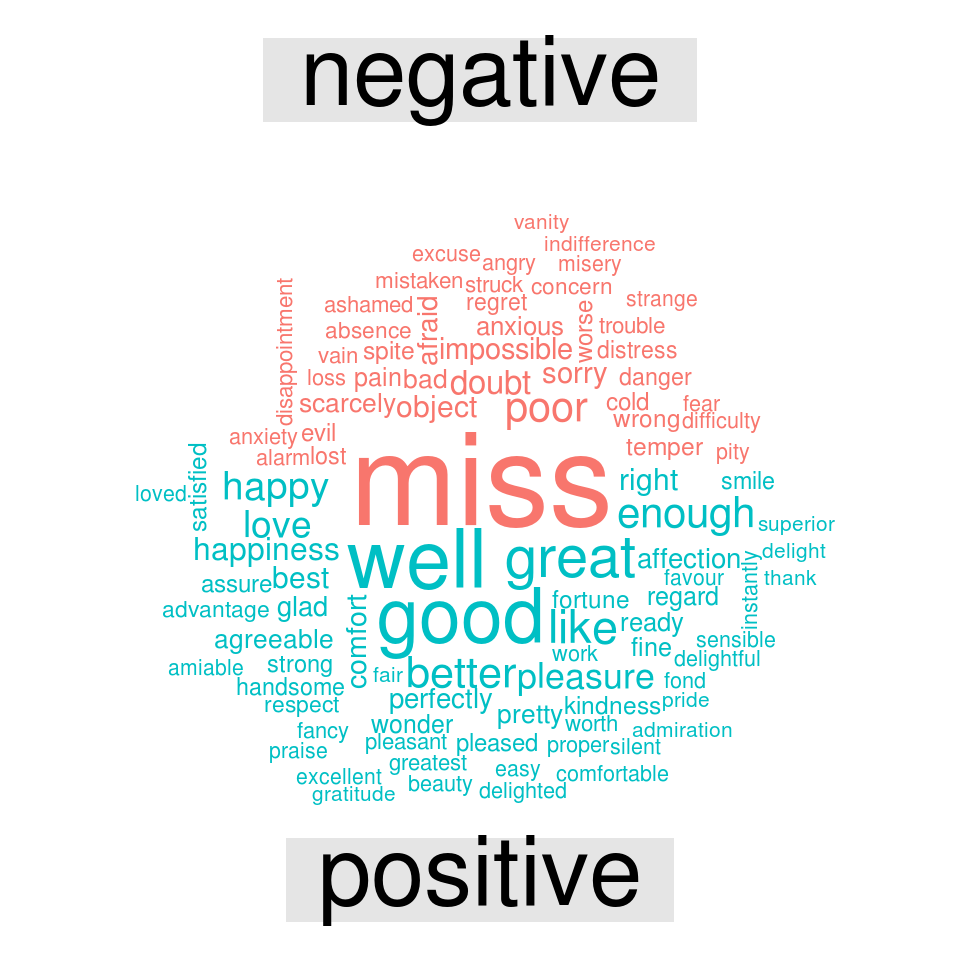 negative
vanity
indifference
excuse angry misery
mistaken struck concern
disappointment ashamed afraid regret worse strange
absence anxious trouble
vain spite impossible distress
loss pain bad doubt sorry danger
scarcely object poor cold fear
wrong difficulty
anxiety evil
alarm lost temper pity
miss
satisfied loved happy right smile
love enough superior
happiness well great affection delight
assure best favour instantly thank
advantage glad comfort good fortune regard
agreeable like ready
sensible
amiable strong work fine delightful
fair better pleasure fond
handsome
respect perfectly kindness pride
fancy wonder pretty worth admiration
praise pleasant pleased proper silent
greatest
excellent easy comfortable
gratitude beauty delighted
positive